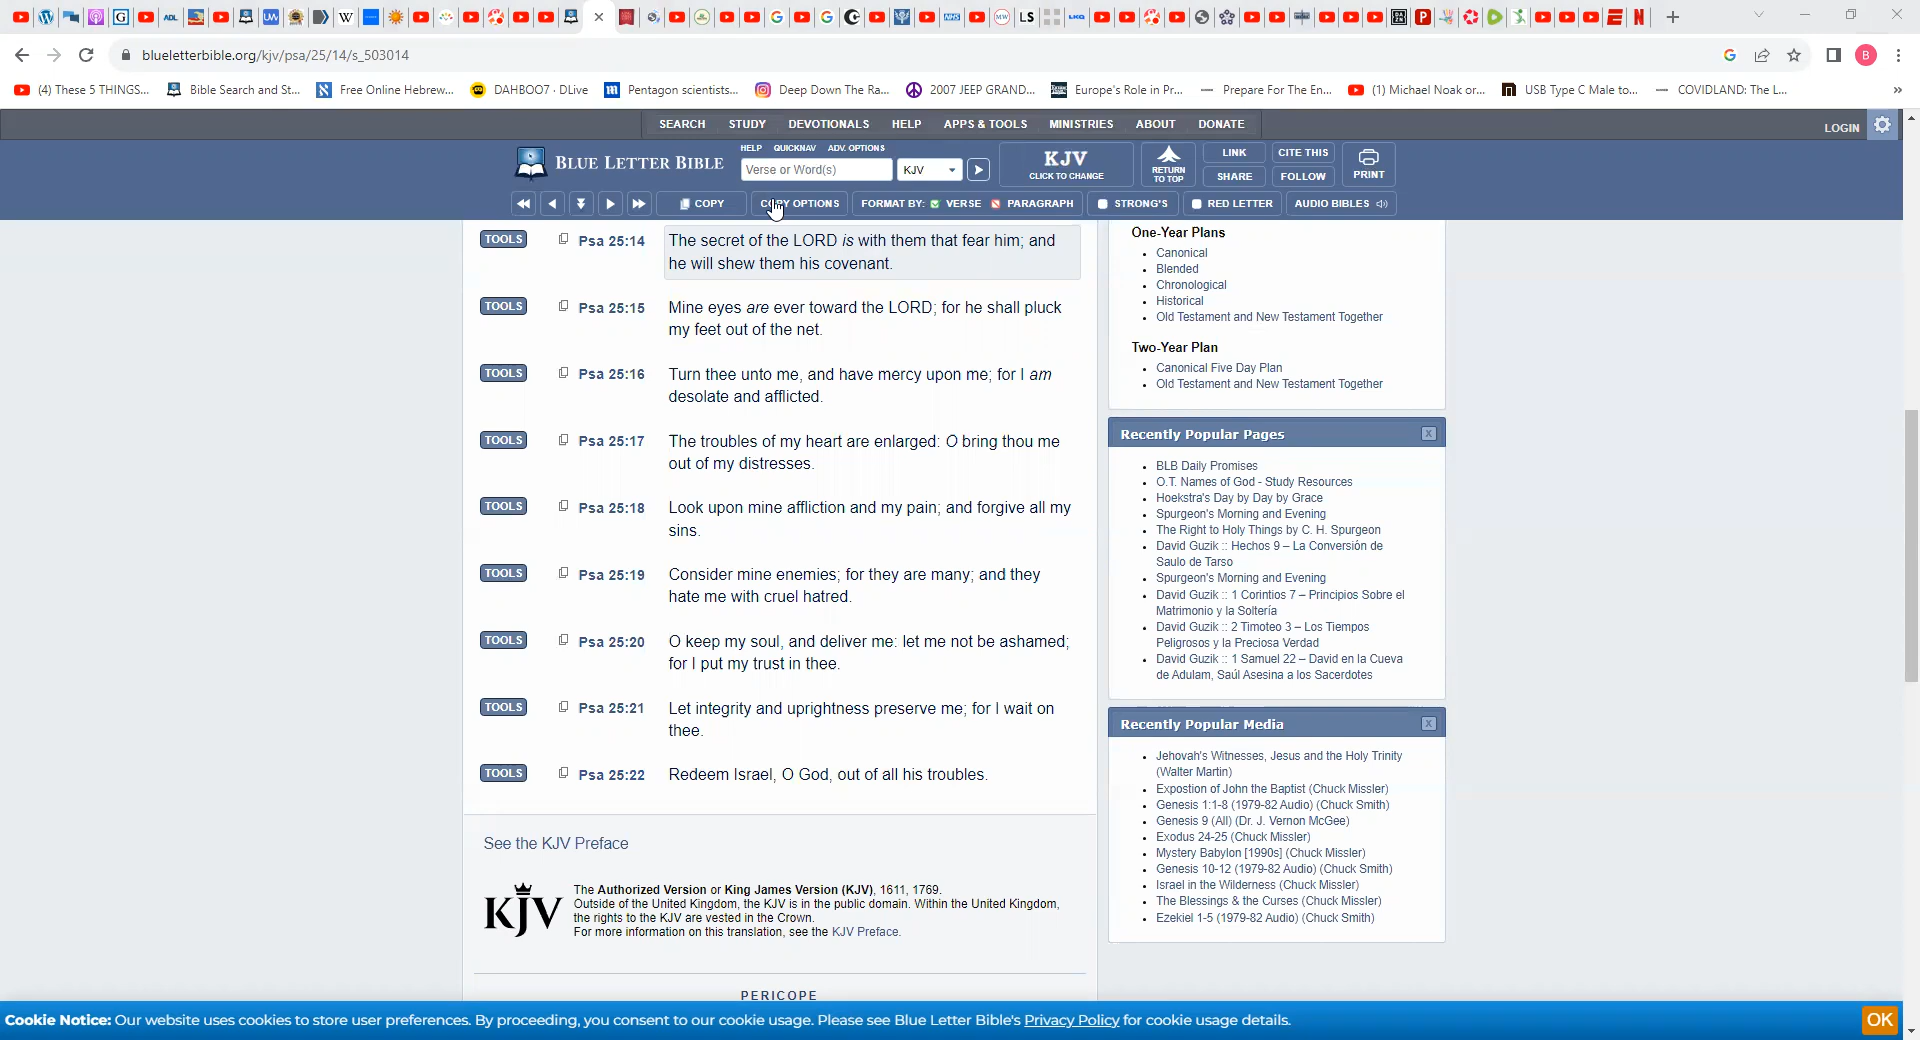 blueletterbible.org/kjv/psa/25/14/s_503014
B
(4) These 5 THINGS...
Bible Search and St...
Free Online Hebrew...
DAHBOO7 · DLive
Pentagon scientists...
Deep Down The Ra...
2007 JEEP GRAND...
Europe's Role in Pr...
Prepare For The En...
(1) Michael Noak or...
USB Type C Male to...
COVIDLAND: The L...
SEARCH STUDY DEVOTIONALS HELP APPS & TOOLS MINISTRIES ABOUT DONATE
LOGIN
BLUE LETTER BIBLE
HELP QUICKNAV ADV. OPTIONS
Verse or Word(s) KJV
KJV
CLICK TO CHANGE
RETURN
TO TOP
LINK CITE THIS
SHARE FOLLOW
PRINT
COPY COPY OPTIONS FORMAT BY: VERSE PARAGRAPH STRONG'S RED LETTER AUDIO BIBLES
TOOLS Psa 25:14 The secret of the LORD is with them that fear him; and
he will shew them his covenant.
TOOLS Psa 25:15 Mine eyes are ever toward the LORD; for he shall pluck
my feet out of the net.
TOOLS Psa 25:16 Turn thee unto me, and have mercy upon me; for I am
desolate and afflicted.
TOOLS Psa 25:17 The troubles of my heart are enlarged: O bring thou me
out of my distresses.
TOOLS Psa 25:18 Look upon mine affliction and my pain; and forgive all my
sins.
TOOLS Psa 25:19 Consider mine enemies; for they are many; and they
hate me with cruel hatred.
TOOLS Psa 25:20 O keep my soul, and deliver me: let me not be ashamed;
for I put my trust in thee.
TOOLS Psa 25:21 Let integrity and uprightness preserve me; for I wait on
thee.
TOOLS Psa 25:22 Redeem Israel, O God, out of all his troubles.
See the KJV Preface
KJV
The Authorized Version or King James Version (KJV), 1611, 1769.
Outside of the United Kingdom, the KJV is in the public domain. Within the United Kingdom,
the rights to the KJV are vested in the Crown.
For more information on this translation, see the KJV Preface.
PERICOPE
One-Year Plans
Canonical
Blended
Chronological
Historical
Old Testament and New Testament Together
Two-Year Plan
Canonical Five Day Plan
Old Testament and New Testament Together
Recently Popular Pages
BLB Daily Promises
O.T. Names of God - Study Resources
Hoekstra's Day by Day by Grace
Spurgeon's Morning and Evening
The Right to Holy Things by C. H. Spurgeon
David Guzik :: Hechos 9 – La Conversión de
Saulo de Tarso
Spurgeon's Morning and Evening
David Guzik :: 1 Corintios 7 – Principios Sobre el
Matrimonio y la Soltería
David Guzik :: 2 Timoteo 3 – Los Tiempos
Peligrosos y la Preciosa Verdad
David Guzik :: 1 Samuel 22 – David en la Cueva
de Adulam, Saúl Asesina a los Sacerdotes
Recently Popular Media
Jehovah's Witnesses, Jesus and the Holy Trinity
(Walter Martin)
Expostion of John the Baptist (Chuck Missler)
Genesis 1:1-8 (1979-82 Audio) (Chuck Smith)
Genesis 9 (All) (Dr. J. Vernon McGee)
Exodus 24-25 (Chuck Missler)
Mystery Babylon [1990s] (Chuck Missler)
Genesis 10-12 (1979-82 Audio) (Chuck Smith)
Israel in the Wilderness (Chuck Missler)
The Blessings & the Curses (Chuck Missler)
Ezekiel 1-5 (1979-82 Audio) (Chuck Smith)
Cookie Notice: Our website uses cookies to store user preferences. By proceeding, you consent to our cookie usage. Please see Blue Letter Bible's Privacy Policy for cookie usage details.
OK